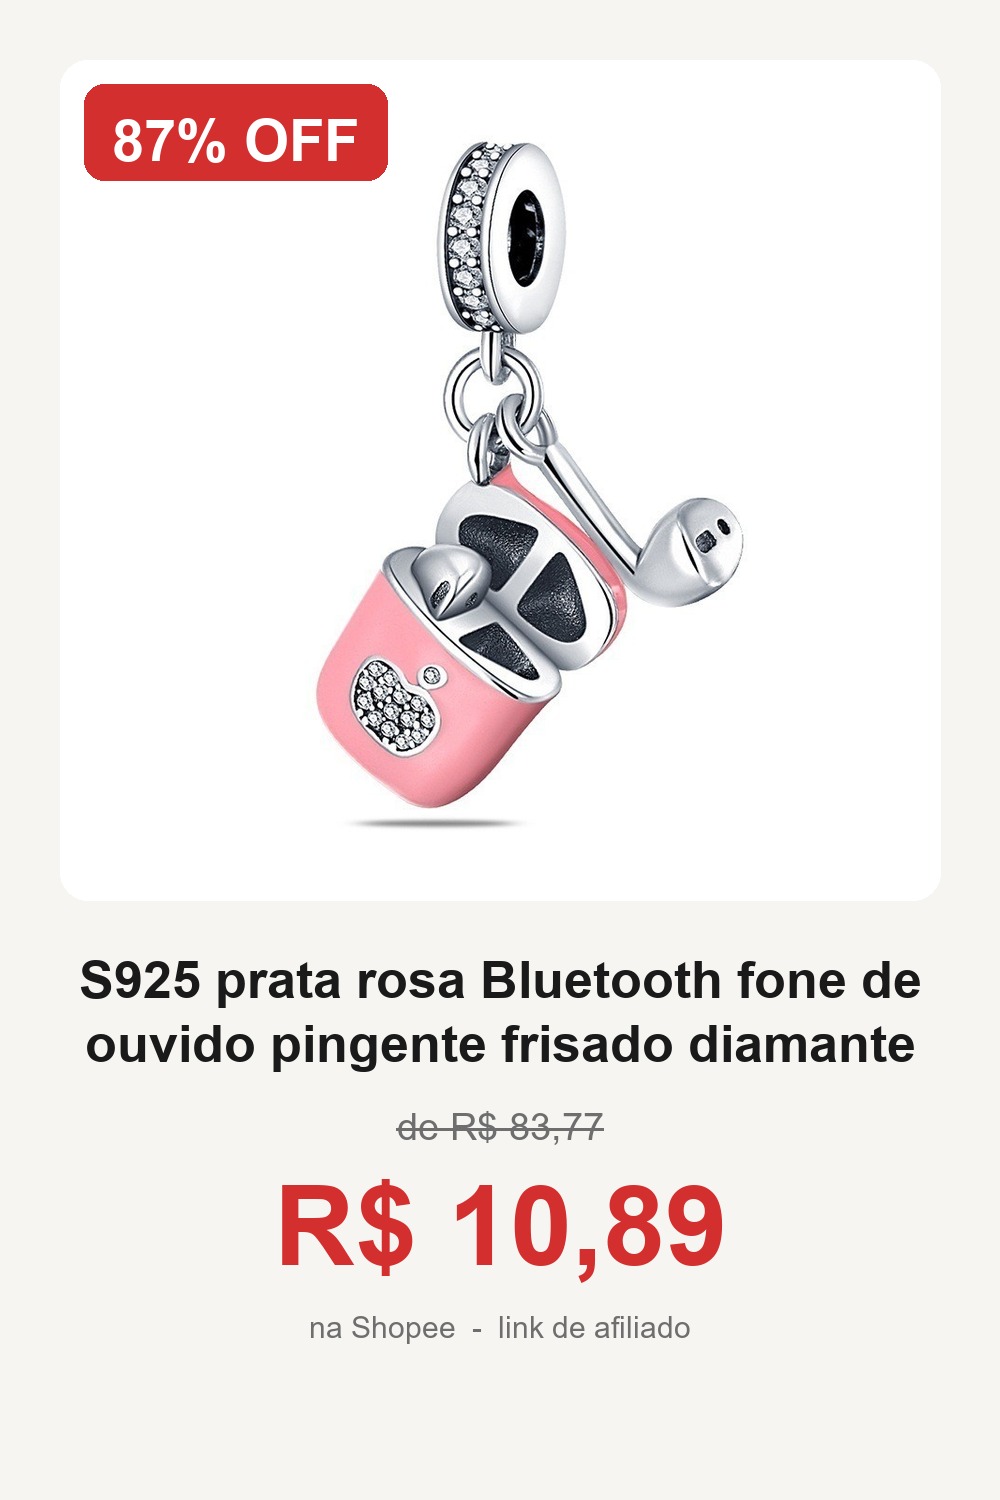 87% OFF
S925 prata rosa Bluetooth fone de
ouvido pingente frisado diamante
de R$ 83,77
R$ 10,89
na Shopee - link de afiliado